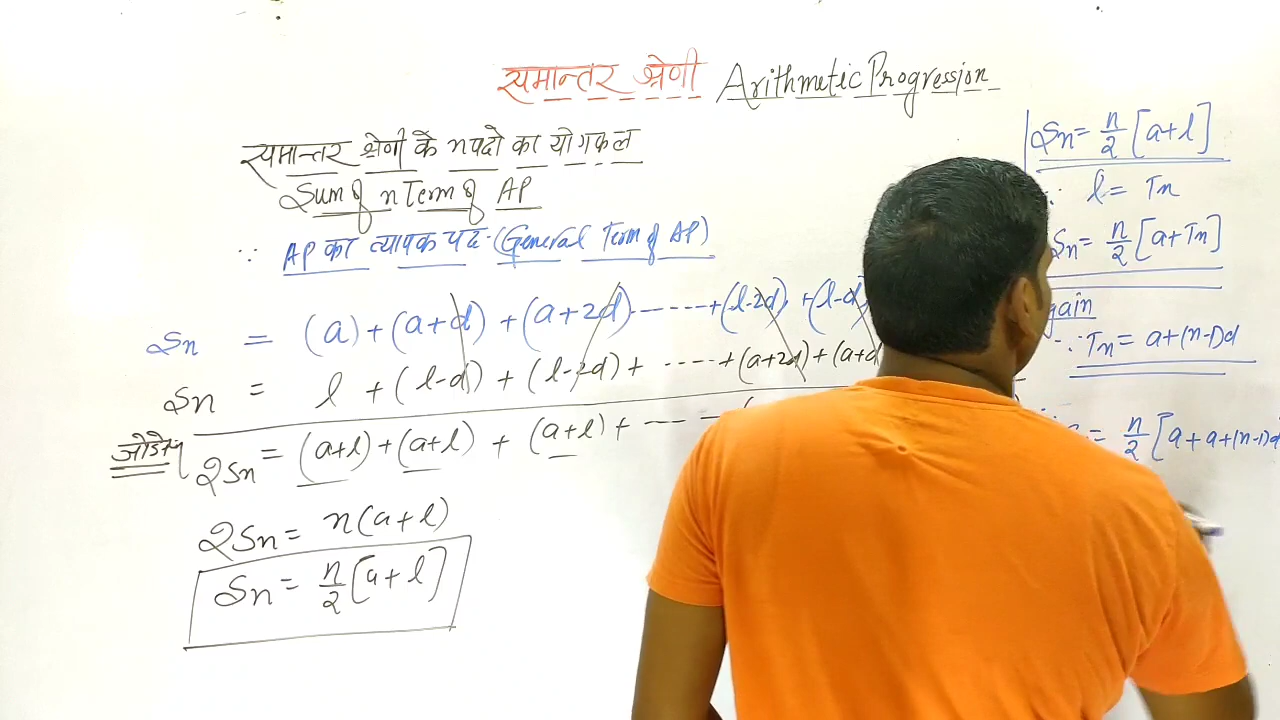 समान्तर श्रेणी Arithmetic Progression
समान्तर श्रेणी के n पदो का योगफल
Sum of n Term of AP
∵ AP का व्यापक पद (General Term of AP)
Sn = (a) + (a+d) + (a+2d) ------ + (l-2d) + (l-d)
Sn = l + (l-d) + (l-2d) + ----- + (a+2d) + (a+d)
2Sn = (a+l) + (a+l) + (a+l) + ---
2Sn = n(a+l)
Sn = n/2 [a+l]
Sn = n/2 [a+l]
∵ l = Tn
Sn = n/2 [a+Tn]
gain
∵ Tn = a+(n-1)d
= n/2 [a+a+(n-1)d